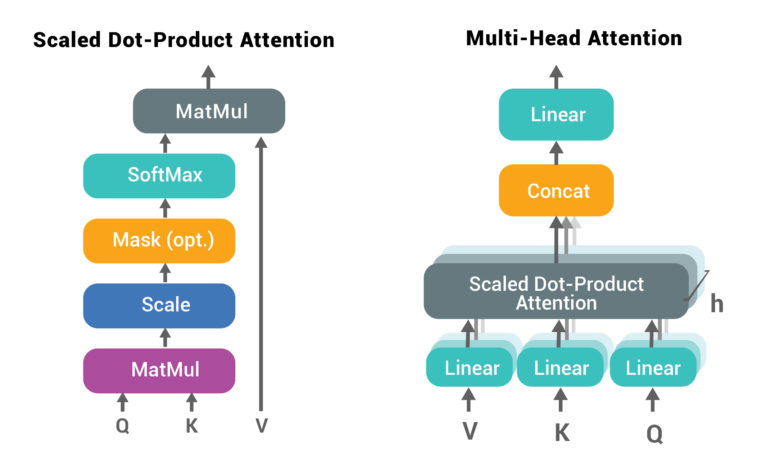 Scaled Dot-Product Attention
MatMul
SoftMax
Mask (opt.)
Scale
MatMul
Q K V
Multi-Head Attention
Linear
Concat
Scaled Dot-Product
Attention
h
Linear Linear Linear
V K Q